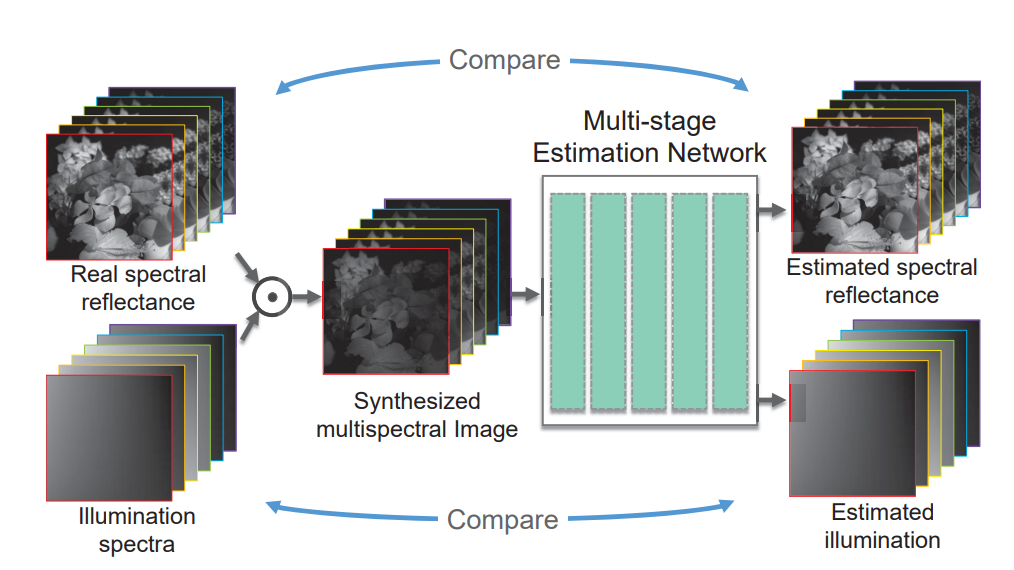 Compare
Multi-stage
Estimation Network
Real spectral
reflectance
Estimated spectral
reflectance
Synthesized
multispectral Image
Illumination
spectra
Compare
Estimated
illumination